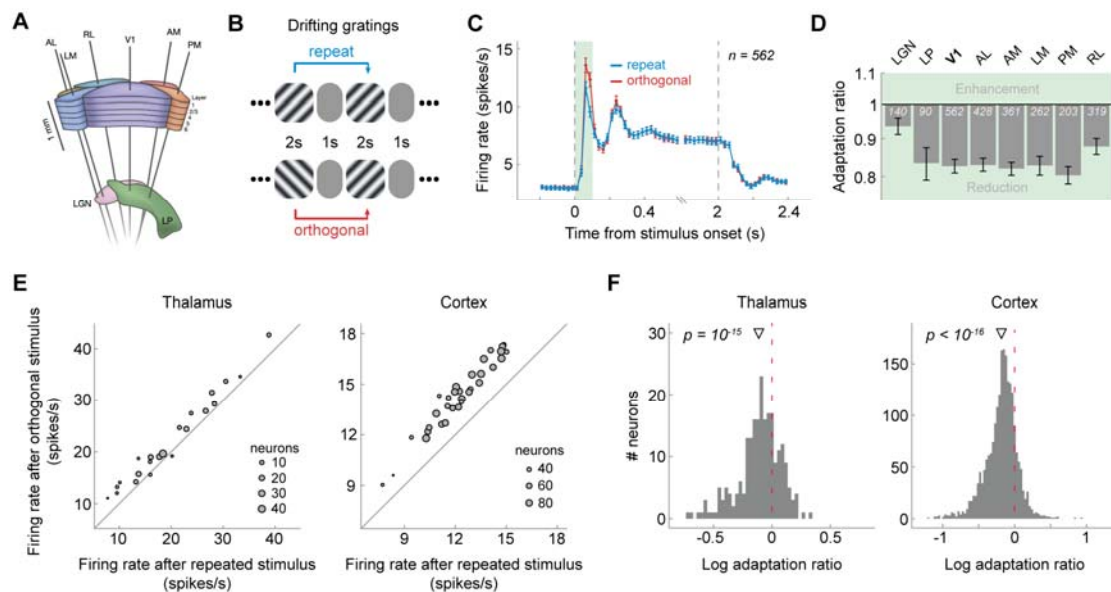 A
AL
LM
RL
V1
AM
PM
Layer
1 mm
LGN
LP
B
Drifting gratings
repeat
2s 1s 2s 1s
orthogonal
C
Firing rate (spikes/s)
15
10
5
n = 562
repeat
orthogonal
0 0.4 2 2.4
Time from stimulus onset (s)
D
LGN LP V1 AL AM LM PM RL
Adaptation ratio
Enhancement
1
0.9
0.8
140 90 562 428 361 262 203 319
Reduction
E
Thalamus
Firing rate after orthogonal stimulus
(spikes/s)
40
30
20
10
neurons
10
20
30
40
10 20 30 40
Firing rate after repeated stimulus
(spikes/s)
Cortex
18
15
12
9
neurons
40
60
80
9 12 15 18
Firing rate after repeated stimulus
(spikes/s)
F
Thalamus
# neurons
30
20
10
0
p = 10-15
-0.5 0 0.5
Log adaptation ratio
Cortex
150
100
50
0
p < 10-16
-1 0 1
Log adaptation ratio